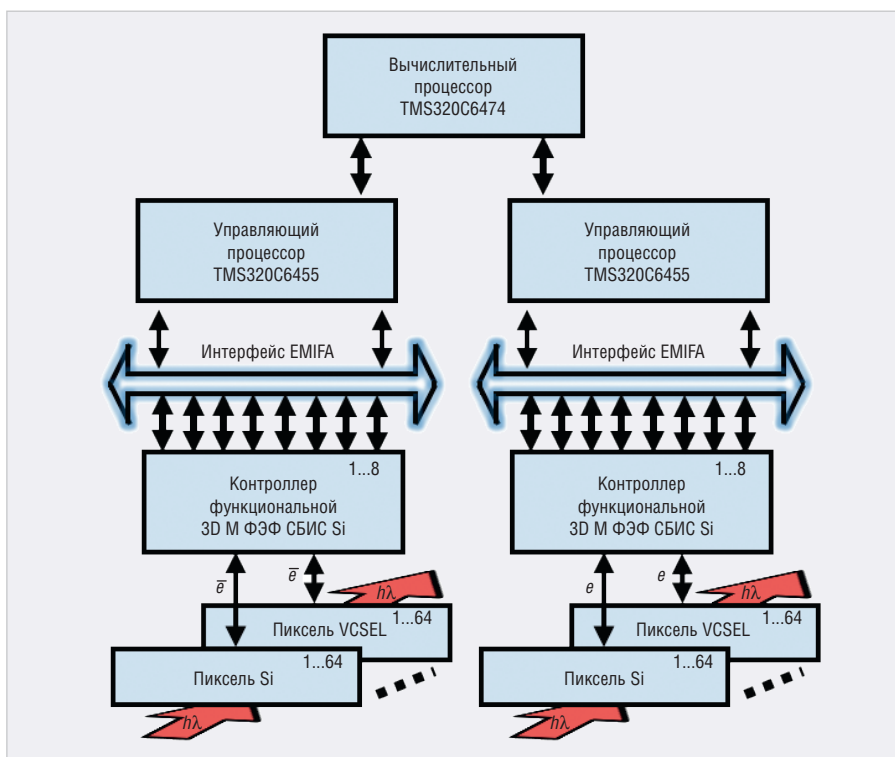 Вычислительный
процессор
TMS320C6474
Управляющий
процессор
TMS320C6455
Управляющий
процессор
TMS320C6455
Интерфейс EMIFA
Интерфейс EMIFA
1...8
Контроллер
функциональной
3D М ФЭФ СБИС Si
1...8
Контроллер
функциональной
3D М ФЭФ СБИС Si
e̅
e̅
hλ
e
e
hλ
1...64
Пиксель VCSEL
1...64
Пиксель VCSEL
1...64
Пиксель Si
1...64
Пиксель Si
hλ
hλ